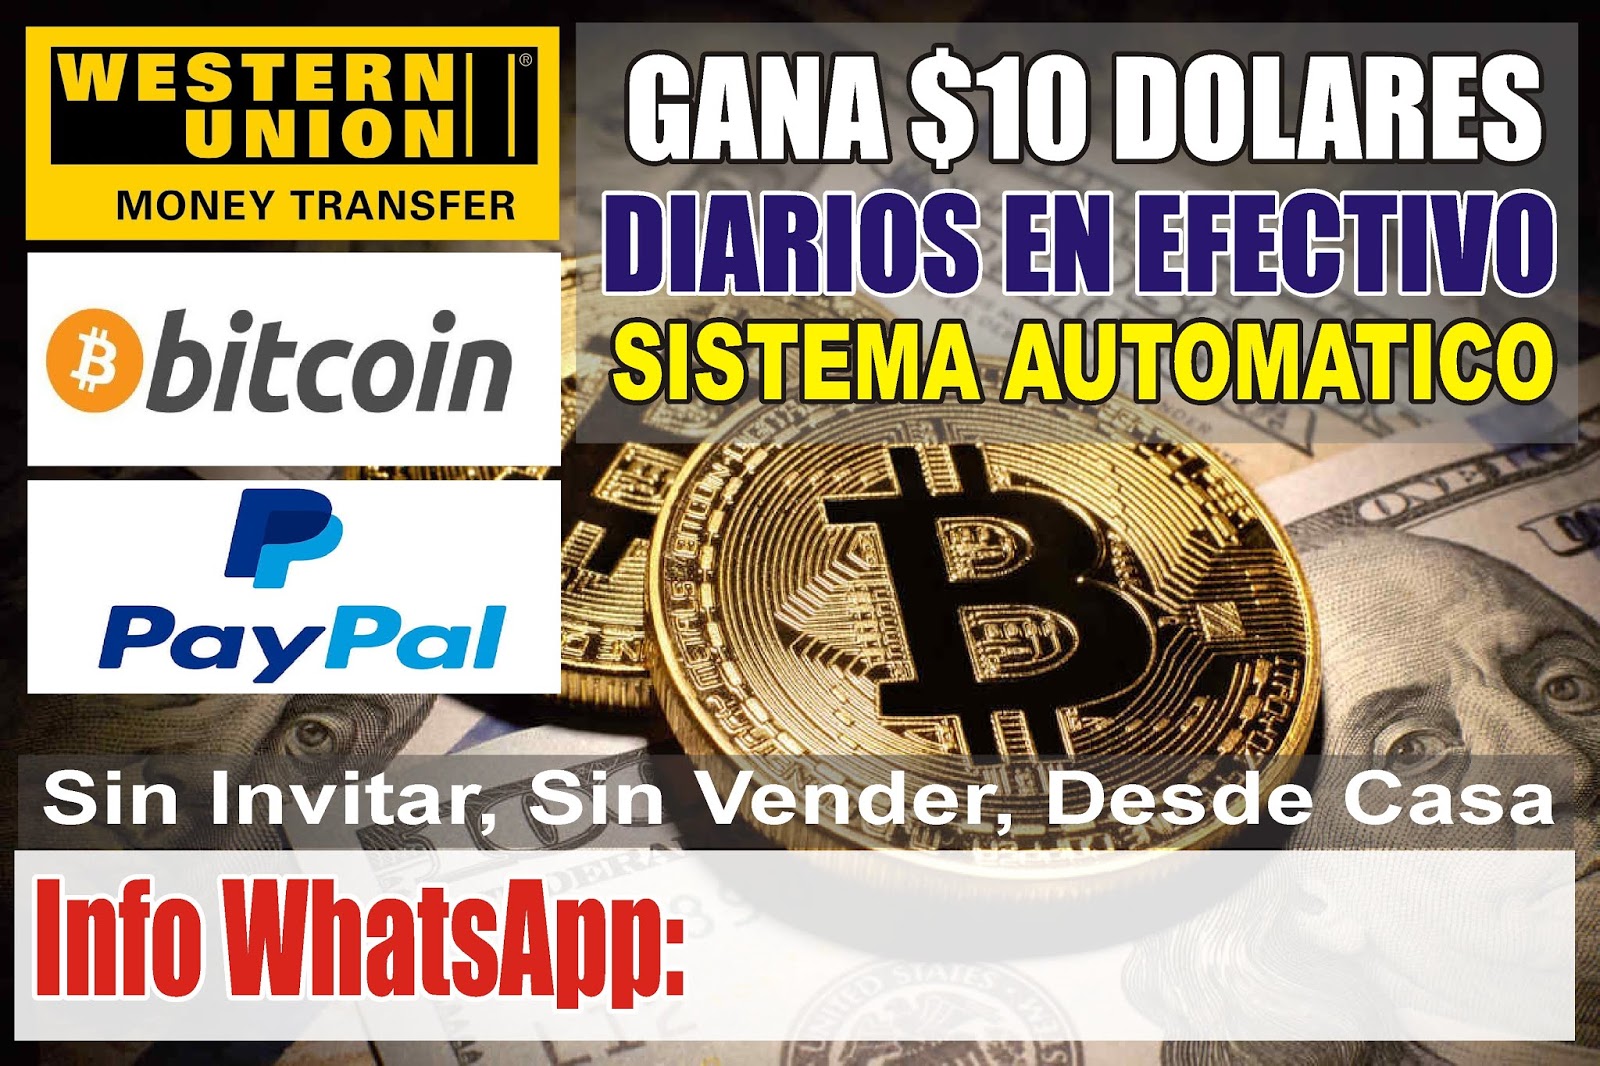 WESTERN
UNION®
MONEY TRANSFER
bitcoin
PayPal
GANA $10 DOLARES
DIARIOS EN EFECTIVO
SISTEMA AUTOMATICO
Sin Invitar, Sin Vender, Desde Casa
Info WhatsApp: